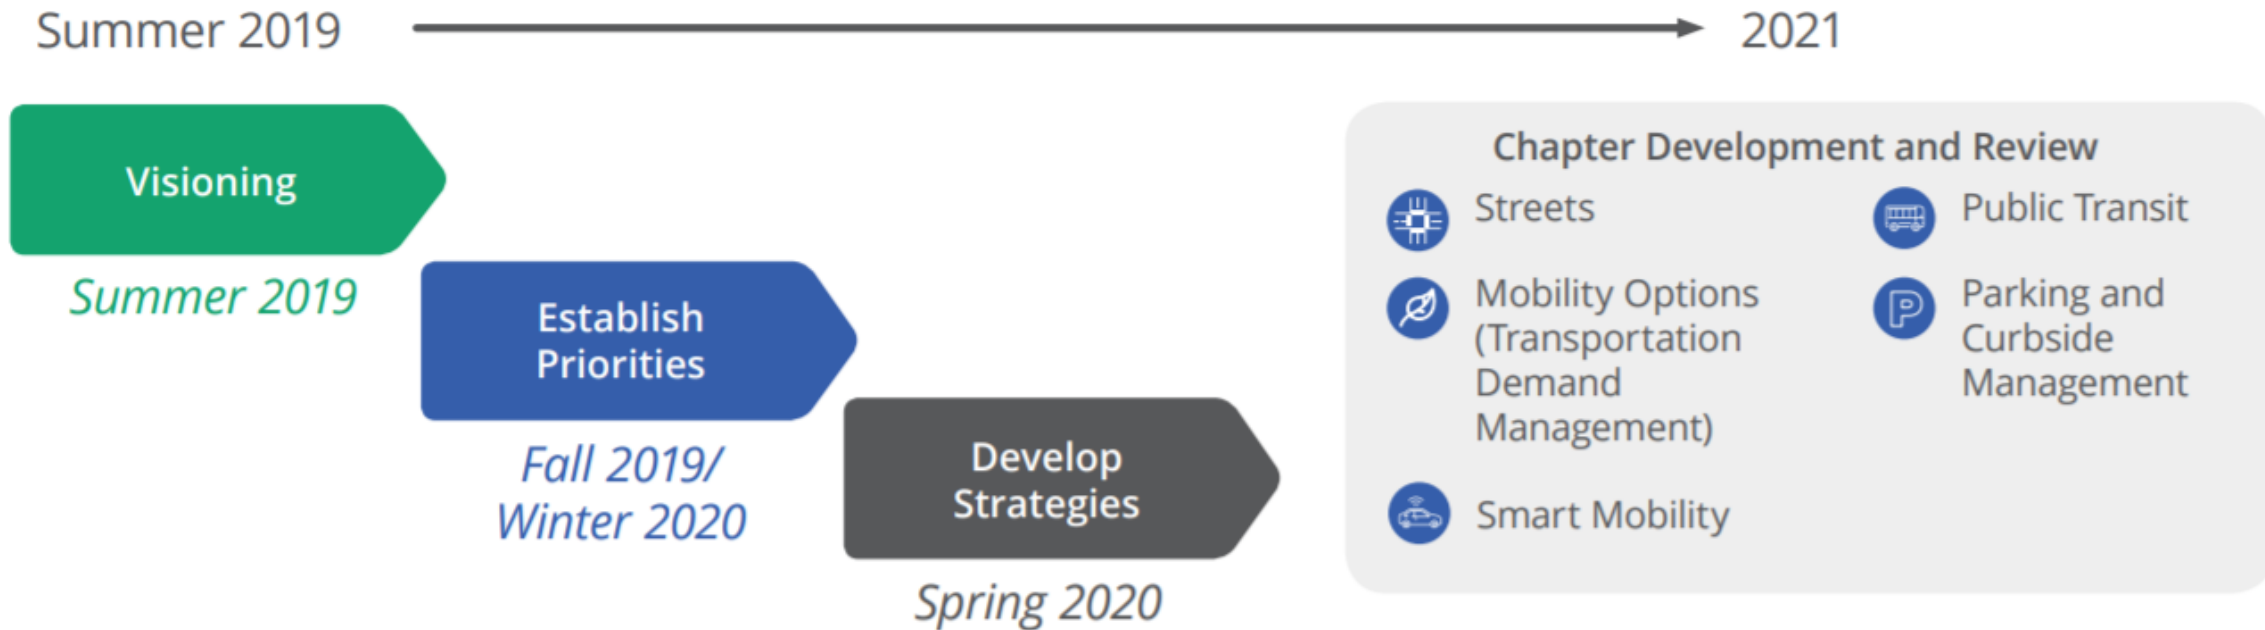 Summer 2019
2021
Visioning
Summer 2019
Establish
Priorities
Fall 2019/
Winter 2020
Develop
Strategies
Spring 2020
Chapter Development and Review
Streets
Mobility Options
(Transportation
Demand
Management)
Smart Mobility
Public Transit
P
Parking and
Curbside
Management